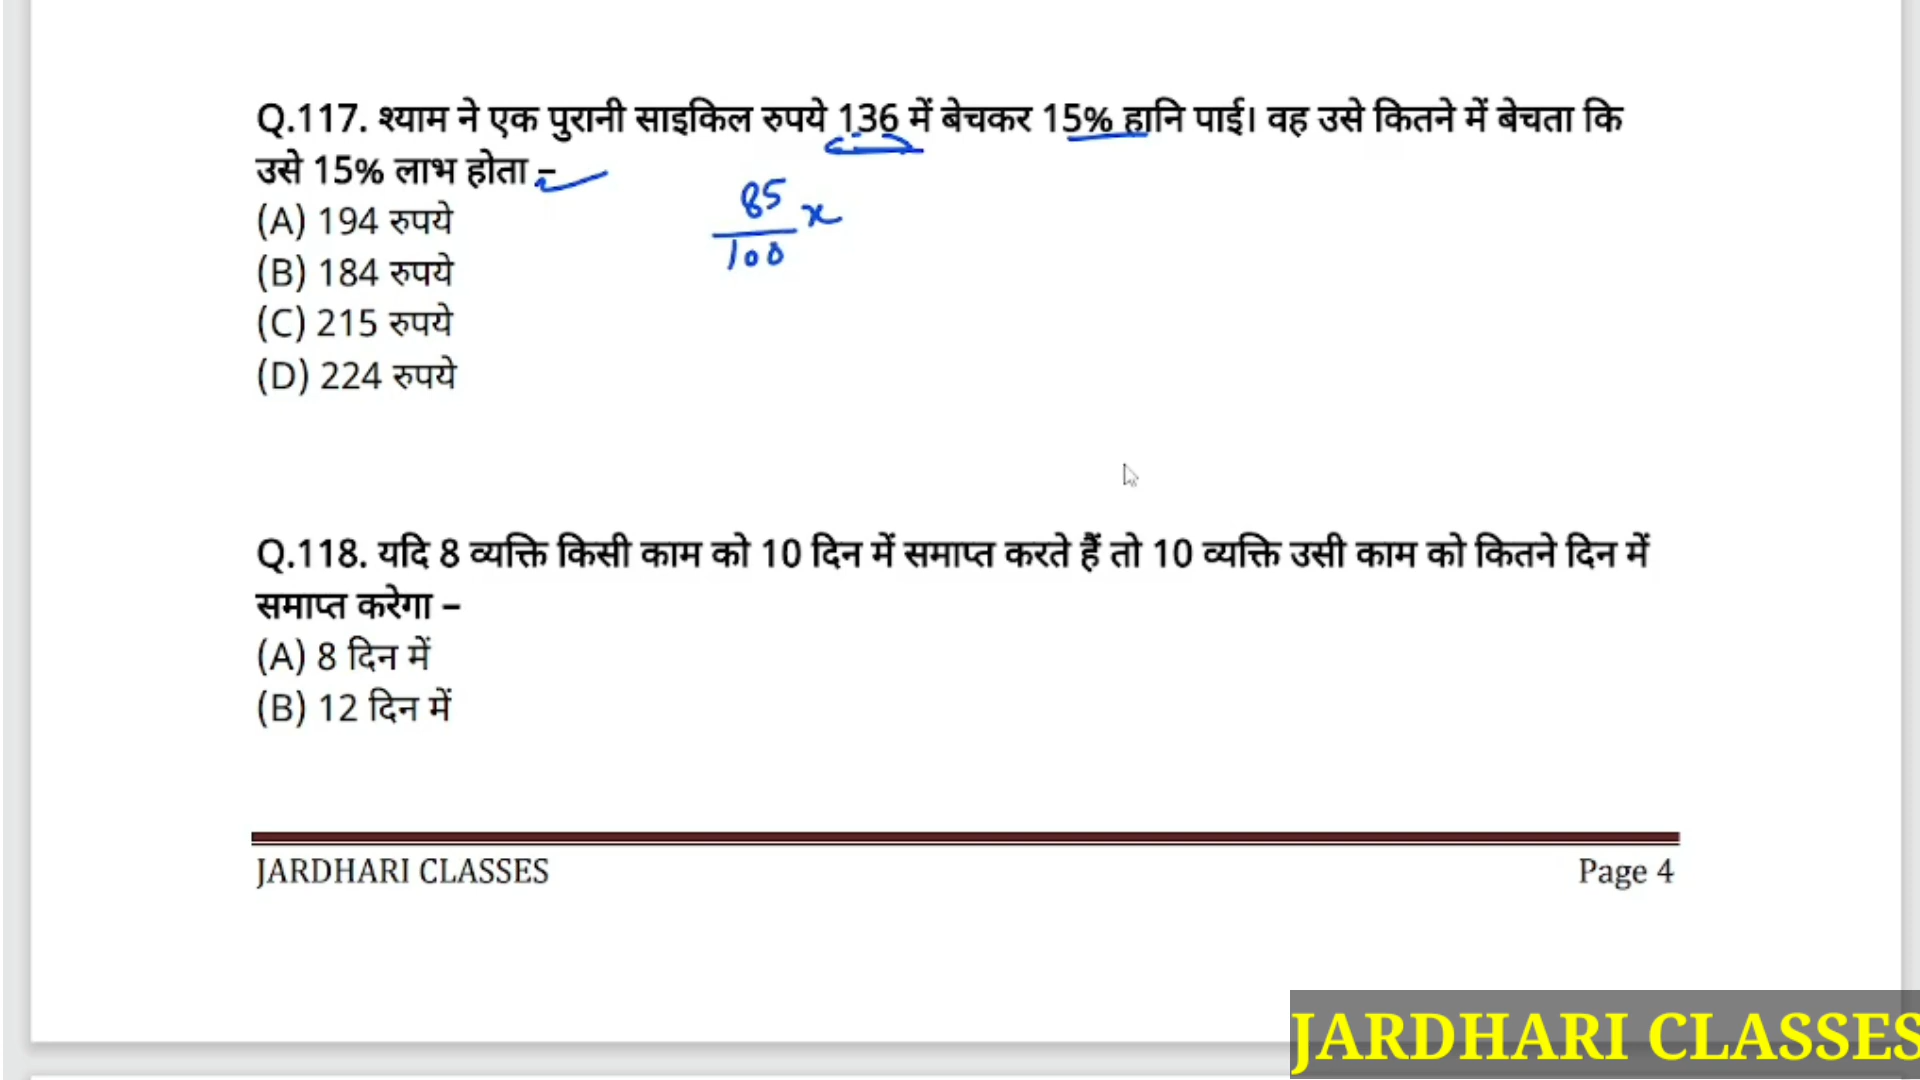 Q.117. श्याम ने एक पुरानी साइकिल रुपये 136 में बेचकर 15% हानि पाई। वह उसे कितने में बेचता कि
उसे 15% लाभ होता –
85
x
100
(A) 194 रुपये
(B) 184 रुपये
(C) 215 रुपये
(D) 224 रुपये
Q.118. यदि 8 व्यक्ति किसी काम को 10 दिन में समाप्त करते हैं तो 10 व्यक्ति उसी काम को कितने दिन में
समाप्त करेगा –
(A) 8 दिन में
(B) 12 दिन में
JARDHARI CLASSES
Page 4
JARDHARI CLASSES